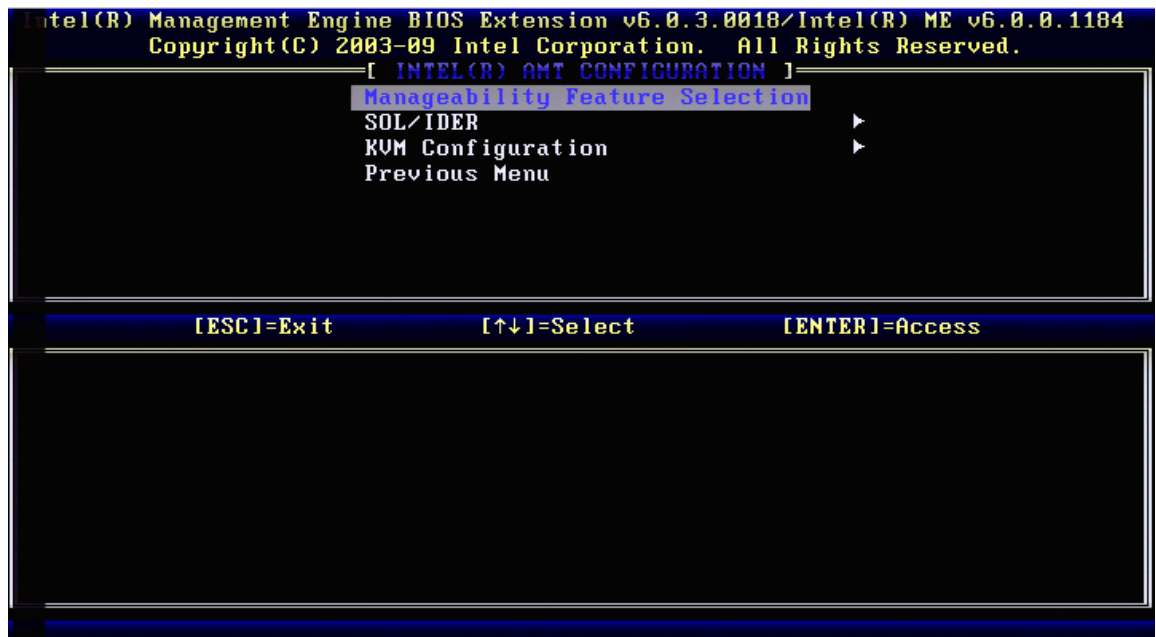 Intel(R) Management Engine BIOS Extension v6.0.3.0018/Intel(R) ME v6.0.0.1184
Copyright(C) 2003-09 Intel Corporation. All Rights Reserved.
[ INTEL(R) AMT CONFIGURATION ]
Manageability Feature Selection
SOL/IDER ►
KVM Configuration ►
Previous Menu
[ESC]=Exit [↑↓]=Select [ENTER]=Access